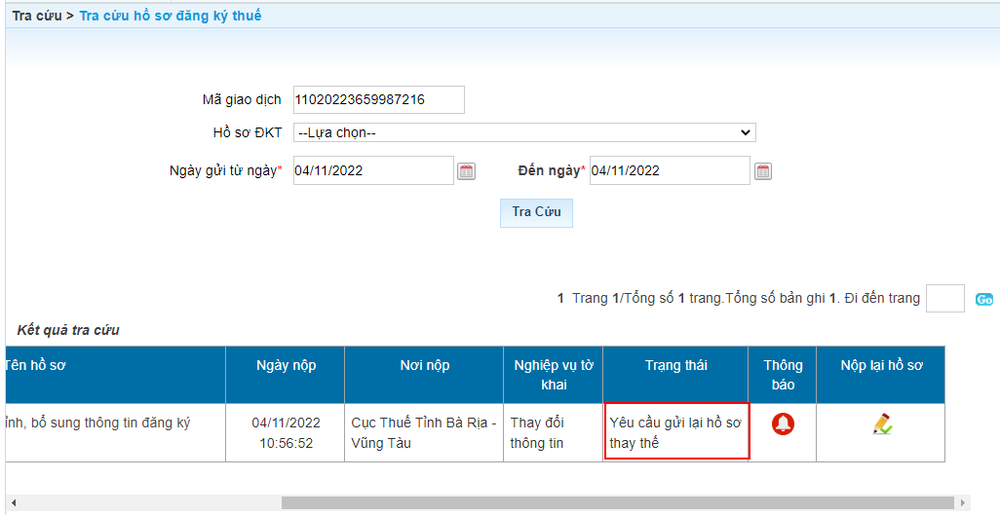 Tra cứu > Tra cứu hồ sơ đăng ký thuế
Mã giao dịch 11020223659987216
Hồ sơ ĐKT --Lựa chọn--
Ngày gửi từ ngày* 04/11/2022 Đến ngày* 04/11/2022
Tra Cứu
1 Trang 1/Tổng số 1 trang.Tổng số bản ghi 1. Đi đến trang Go
Kết quả tra cứu
Tên hồ sơ Ngày nộp Nơi nộp Nghiệp vụ tờ Trạng thái Thông Nộp lại hồ sơ
khai báo
ỉnh, bổ sung thông tin đăng ký 04/11/2022 Cục Thuế Tỉnh Bà Rịa - Thay đổi Yêu cầu gửi lại hồ sơ
10:56:52 Vũng Tàu thông tin thay thế